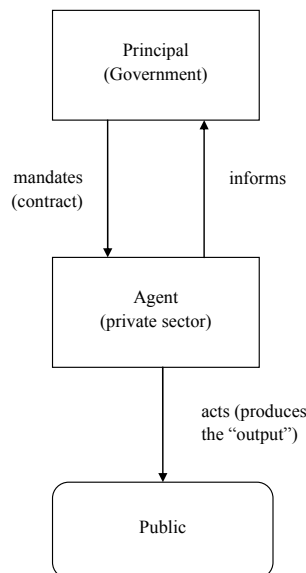 Principal
(Government)
mandates
(contract)
informs
Agent
(private sector)
acts (produces
the “output”)
Public